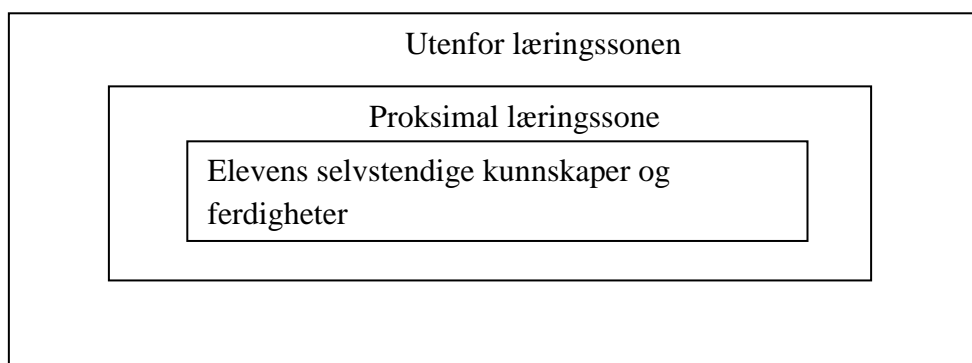 Utenfor læringssonen
Proksimal læringssone
Elevens selvstendige kunnskaper og
ferdigheter